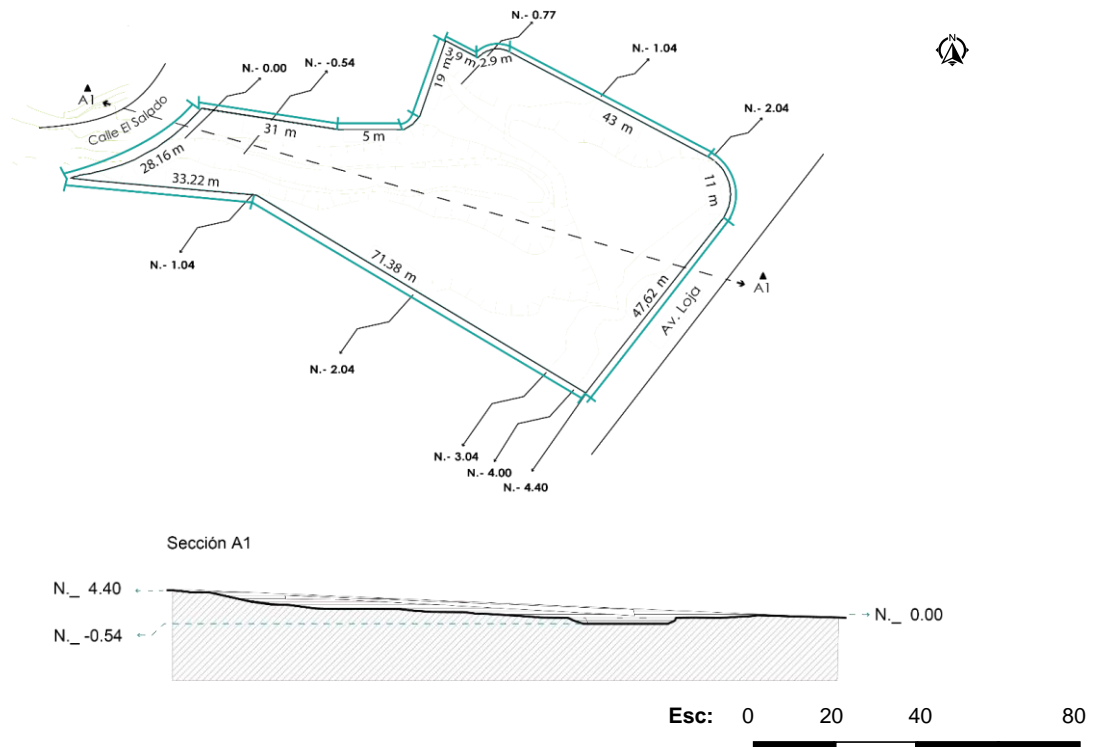 N.- 0.77
N
N.- 1.04
3,9 m
2.9 m
N.- 0.00
N.- -0.54
19 m
A1
Calle El Salado
43 m
N.- 2.04
31 m
5 m
28.16 m
33.22 m
11 m
N.- 1.04
71.38 m
47,62 m
A1
Av. Loja
N.- 2.04
N.- 3.04
N.- 4.00
N.- 4.40
Sección A1
N._ 4.40
N._ 0.00
N._ -0.54
Esc: 0 20 40 80